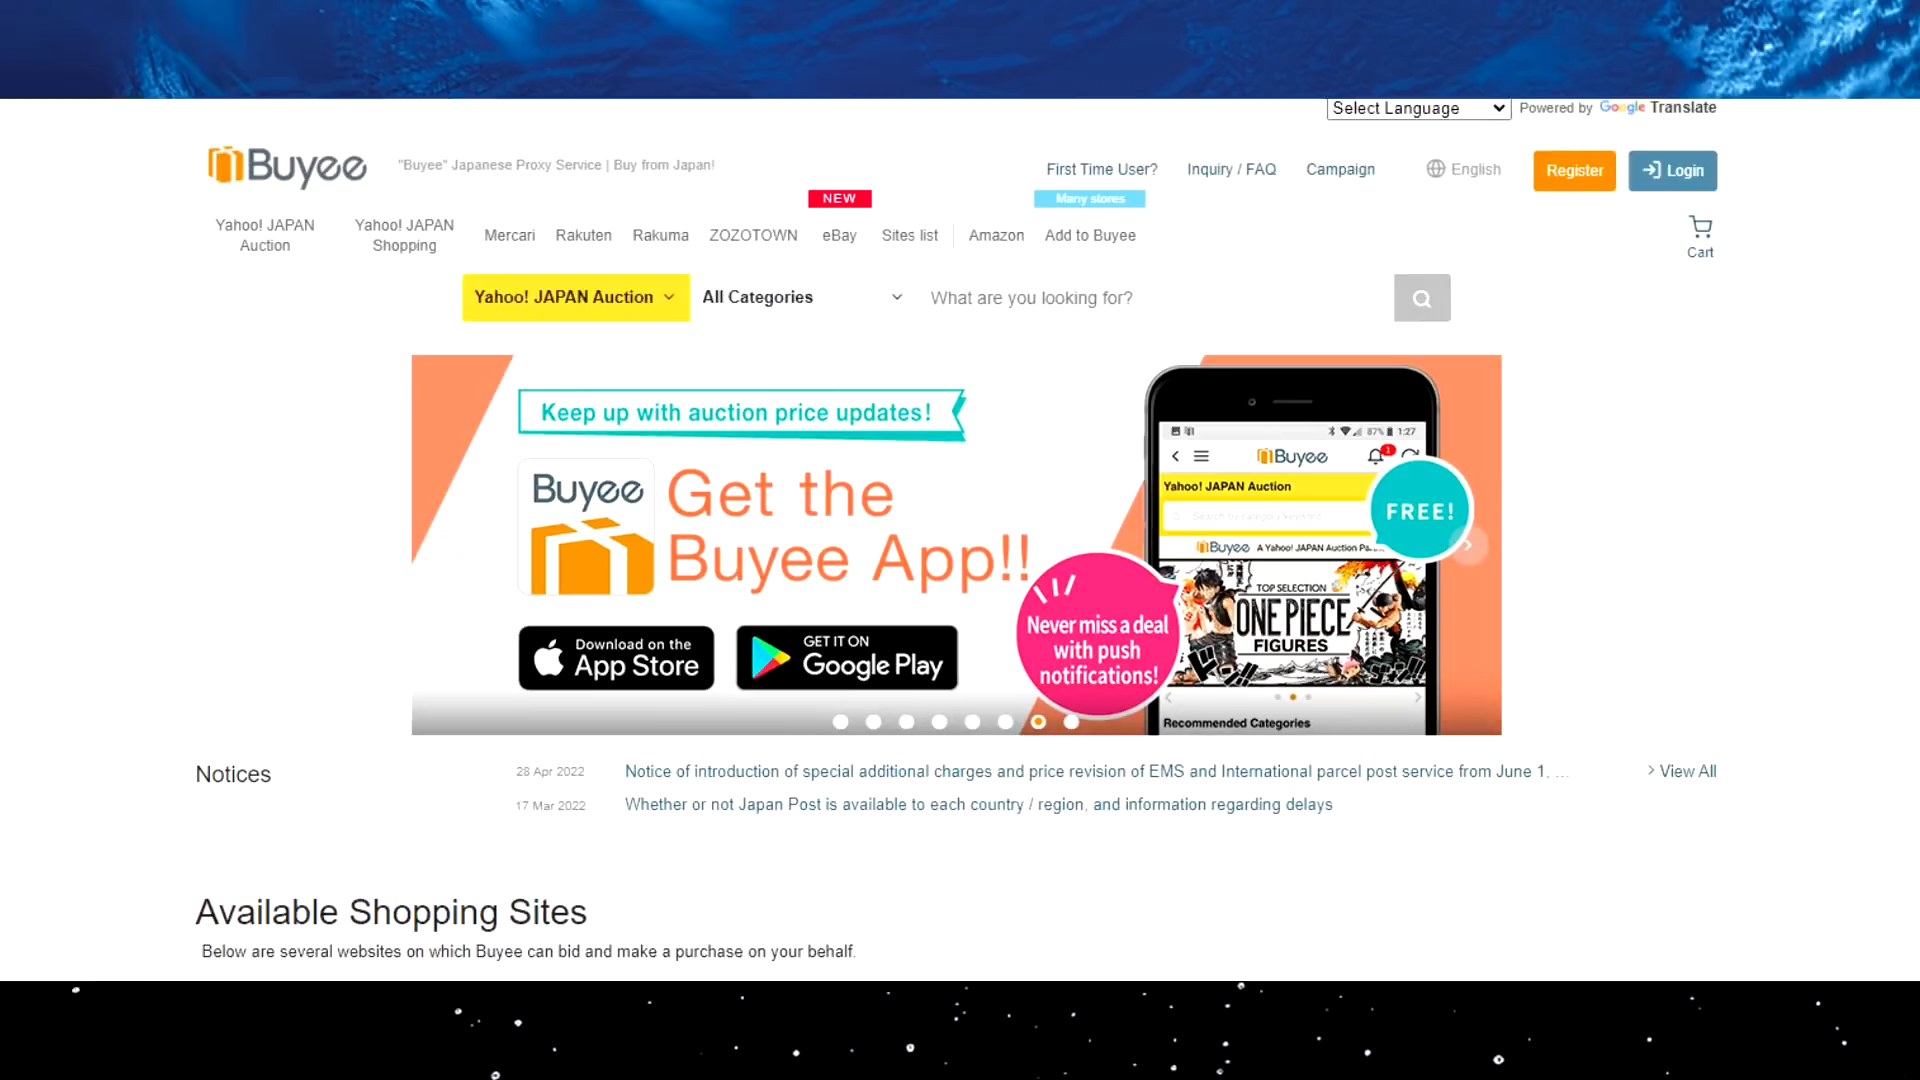 Select Language
Powered by Google Translate
Buyee
"Buyee" Japanese Proxy Service | Buy from Japan!
First Time User?
Inquiry / FAQ
Campaign
English
Register
Login
NEW
Many stores
Yahoo! JAPAN
Auction
Yahoo! JAPAN
Shopping
Mercari
Rakuten
Rakuma
ZOZOTOWN
eBay
Sites list
Amazon
Add to Buyee
Cart
Yahoo! JAPAN Auction
All Categories
What are you looking for?
Keep up with auction price updates!
Buyee
Get the
Buyee App!!
Download on the
App Store
GET IT ON
Google Play
Never miss a deal
with push
notifications!
87% 1:27
Buyee
1
Yahoo! JAPAN Auction
FREE!
Buyee A Yahoo! JAPAN Auction
TOP SELECTION
ONE PIECE
FIGURES
Recommended Categories
Notices
28 Apr 2022
Notice of introduction of special additional charges and price revision of EMS and International parcel post service from June 1, ...
View All
17 Mar 2022
Whether or not Japan Post is available to each country / region, and information regarding delays
Available Shopping Sites
Below are several websites on which Buyee can bid and make a purchase on your behalf.